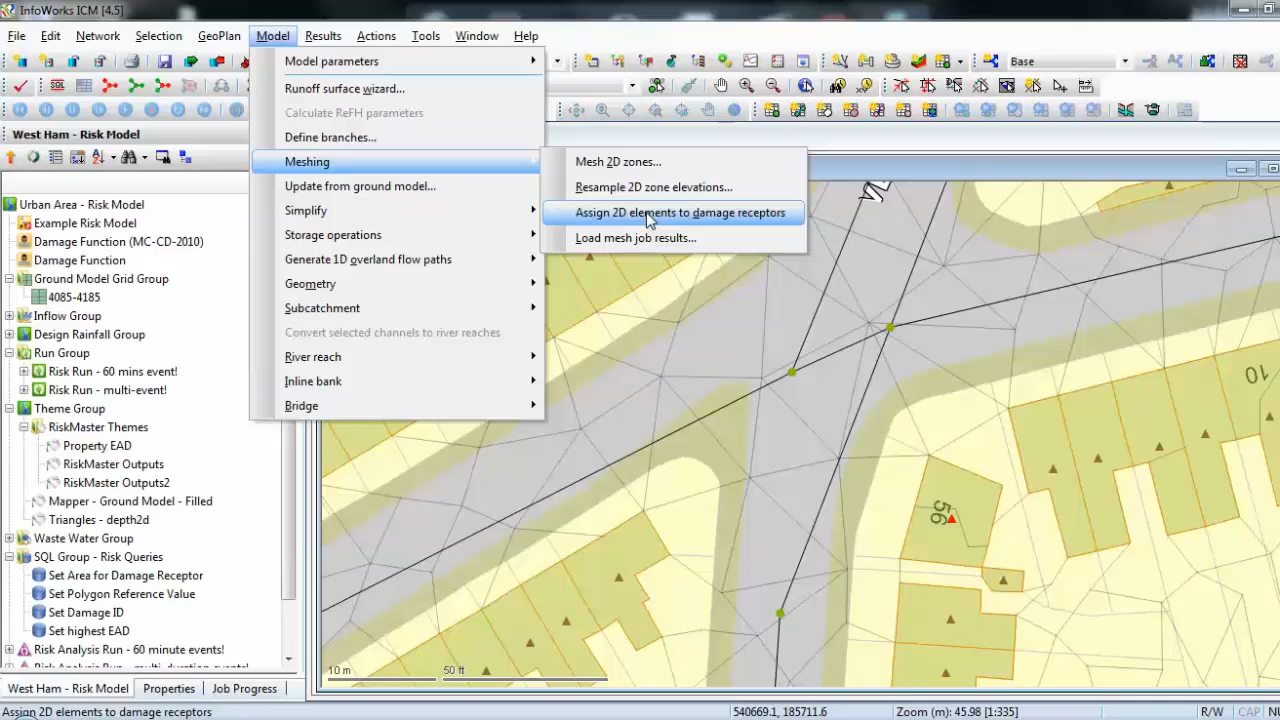 InfoWorks ICM [4.5]
File Edit Network Selection GeoPlan Model Results Actions Tools Window Help
Base
Model parameters
Runoff surface wizard...
Calculate ReFH parameters
Define branches...
Meshing
Update from ground model...
Simplify
Storage operations
Generate 1D overland flow paths
Geometry
Subcatchment
Convert selected channels to river reaches
River reach
Inline bank
Bridge
Mesh 2D zones...
Resample 2D zone elevations...
Assign 2D elements to damage receptors
Load mesh job results...
SQL
West Ham - Risk Model
Urban Area - Risk Model
Example Risk Model
Damage Function (MC-CD-2010)
Damage Function
Ground Model Grid Group
4085-4185
Inflow Group
Design Rainfall Group
Run Group
Risk Run - 60 mins event!
Risk Run - multi-event!
Theme Group
RiskMaster Themes
Property EAD
RiskMaster Outputs
RiskMaster Outputs2
Mapper - Ground Model - Filled
Triangles - depth2d
Waste Water Group
SQL Group - Risk Queries
Set Area for Damage Receptor
Set Polygon Reference Value
Set Damage ID
Set highest EAD
Risk Analysis Run - 60 minute events!
Risk Analysis Run - multi-duration events!
10
56
10 m 50 ft
West Ham - Risk Model Properties Job Progress
Assign 2D elements to damage receptors 540669.1, 185711.6 Zoom (m): 45.98 [1:335] R/W CAP